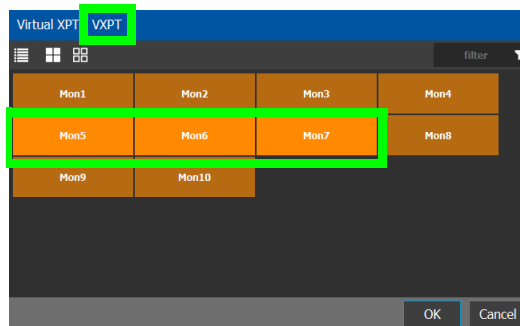 Virtual XPT VXPT
filter
Mon1 Mon2 Mon3 Mon4
Mon5 Mon6 Mon7 Mon8
Mon9 Mon10
OK Cancel